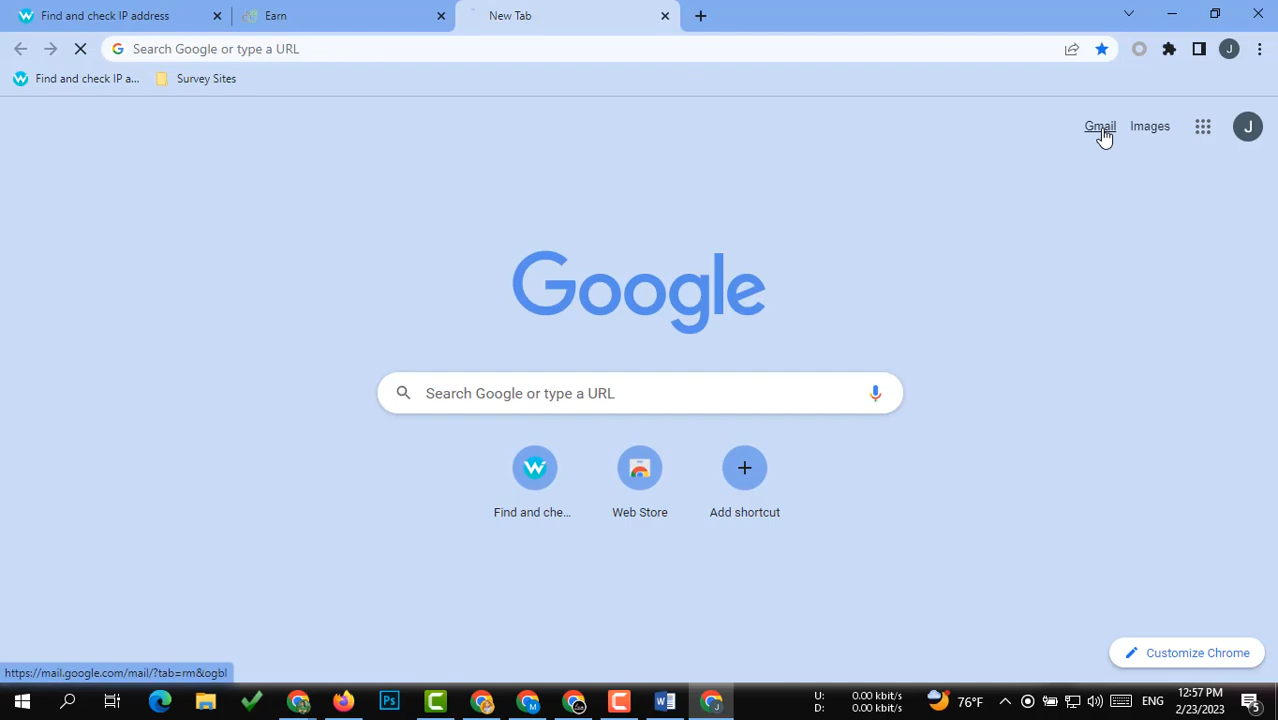 Find and check IP address
Earn
New Tab
Search Google or type a URL
J
Find and check IP a...
Survey Sites
Gmail
Images
J
Google
Search Google or type a URL
Find and che...
Web Store
Add shortcut
Customize Chrome
https://mail.google.com/mail/?tab=rm&ogbl
Ps
M
J
U: 0.00 kbit/s
D: 0.00 kbit/s
76°F
ENG
12:57 PM
2/23/2023
5